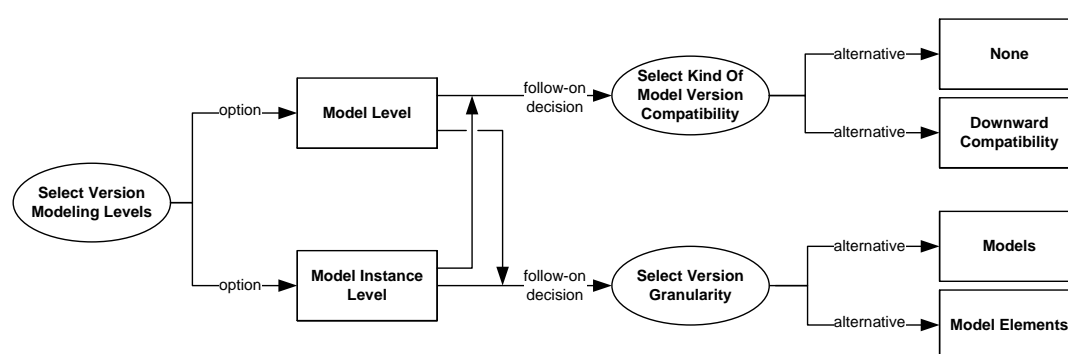 Select Version
Modeling Levels
option
option
Model Level
Model Instance
Level
follow-on
decision
follow-on
decision
Select Kind Of
Model Version
Compatibility
Select Version
Granularity
alternative
alternative
alternative
alternative
None
Downward
Compatibility
Models
Model Elements